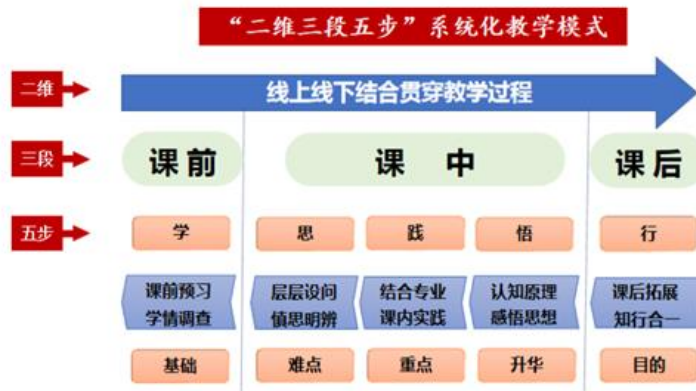 “二维三段五步”系统化教学模式
二维
线上线下结合贯穿教学过程
三段
课前
课 中
课后
五步
学
思
践
悟
行
课前预习
学情调查
层层设问
慎思明辨
结合专业
课内实践
认知原理
感悟思想
课后拓展
知行合一
基础
难点
重点
升华
目的